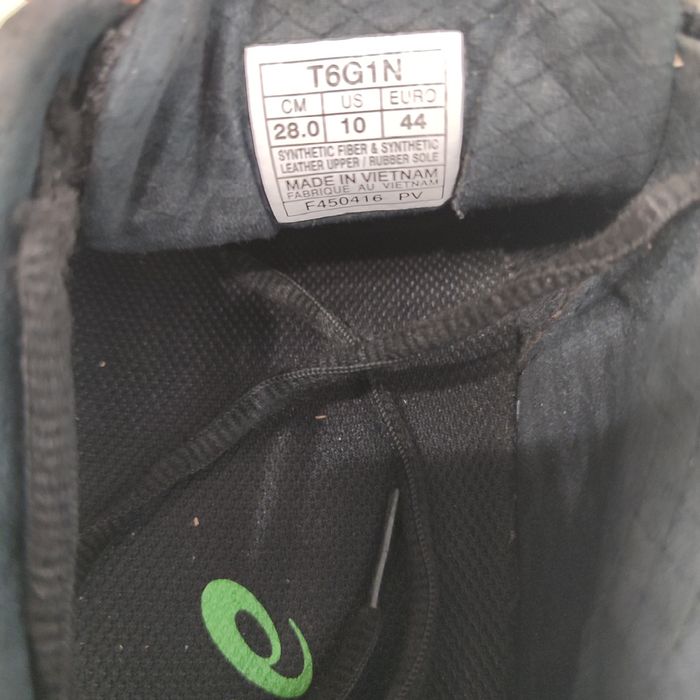 T6G1N
CM US EURO
28.0 10 44
SYNTHETIC FIBER & SYNTHETIC
LEATHER UPPER / RUBBER SOLE
MADE IN VIETNAM
FABRIQUE AU VIETNAM
F450416 PV